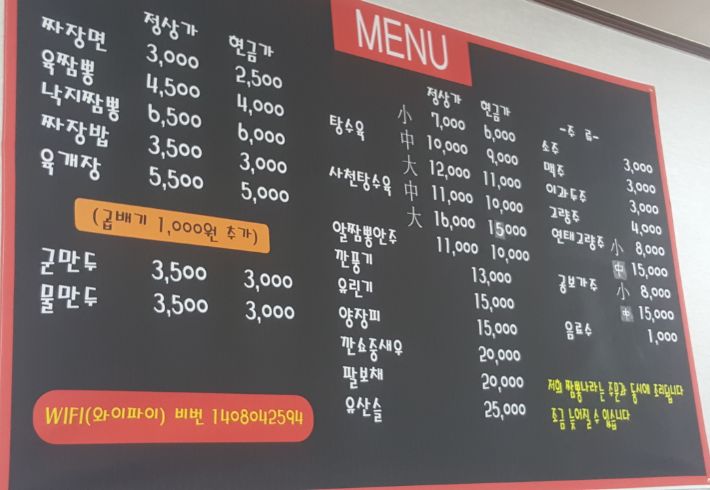 MENU
정상가 현금가
짜장면 3,000 2,500
육짬뽕 4,500 4,000
낙지짬뽕 6,500 6,000
짜장밥 3,500 3,000
육개장 5,500 5,000
(곱배기 1,000원 추가)
군만두 3,500 3,000
물만두 3,500 3,000
WIFI(와이파이) 비번 1408042594
정상가 현금가
탕수육 小 7,000 6,000
中 10,000 9,000
大 12,000 11,000
사천탕수육 中 11,000 10,000
大 16,000 15,000
알짬뽕안주 11,000 10,000
깐풍기 13,000
유린기 15,000
양장피 15,000
깐쇼중새우 20,000
팔보채 20,000
유산슬 25,000
-주 류-
소주 3,000
맥주 3,000
이과두주 3,000
고량주 4,000
연태고량주 小 8,000
中 15,000
공보가주 小 8,000
中 15,000
음료수 1,000
저희 짬뽕나라는 주문과 동시에 조리됩니다
조금 늦어질 수 있습니다